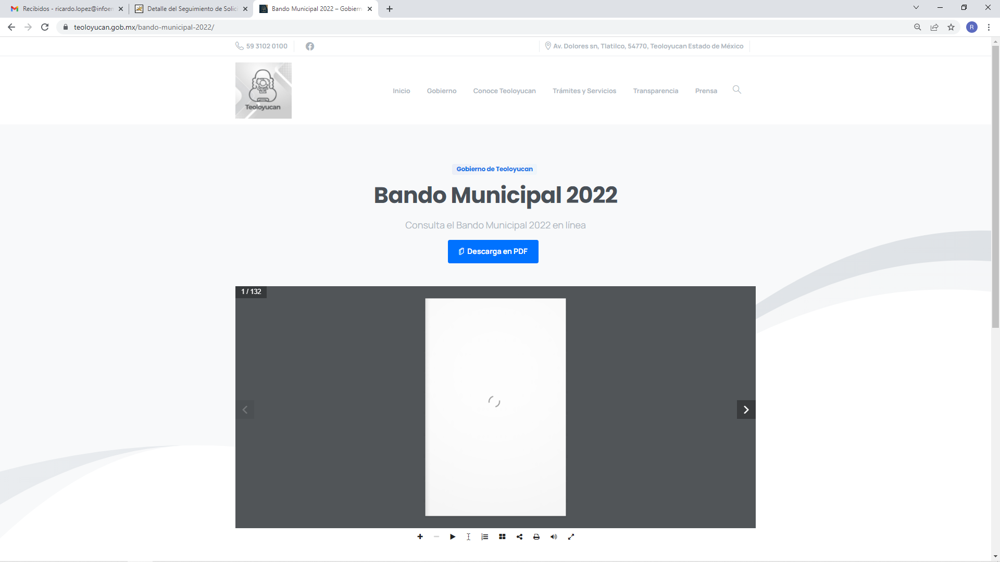 Recibidos - ricardo.lopez@infoen
Detalle del Seguimiento de Solici
Bando Municipal 2022 – Gobiern
teoloyucan.gob.mx/bando-municipal-2022/
R
59 3102 0100
Av. Dolores sn, Tlatilco, 54770, Teoloyucan Estado de México
Teoloyucan
Inicio
Gobierno
Conoce Teoloyucan
Trámites y Servicios
Transparencia
Prensa
Gobierno de Teoloyucan
Bando Municipal 2022
Consulta el Bando Municipal 2022 en línea
Descarga en PDF
1 / 132